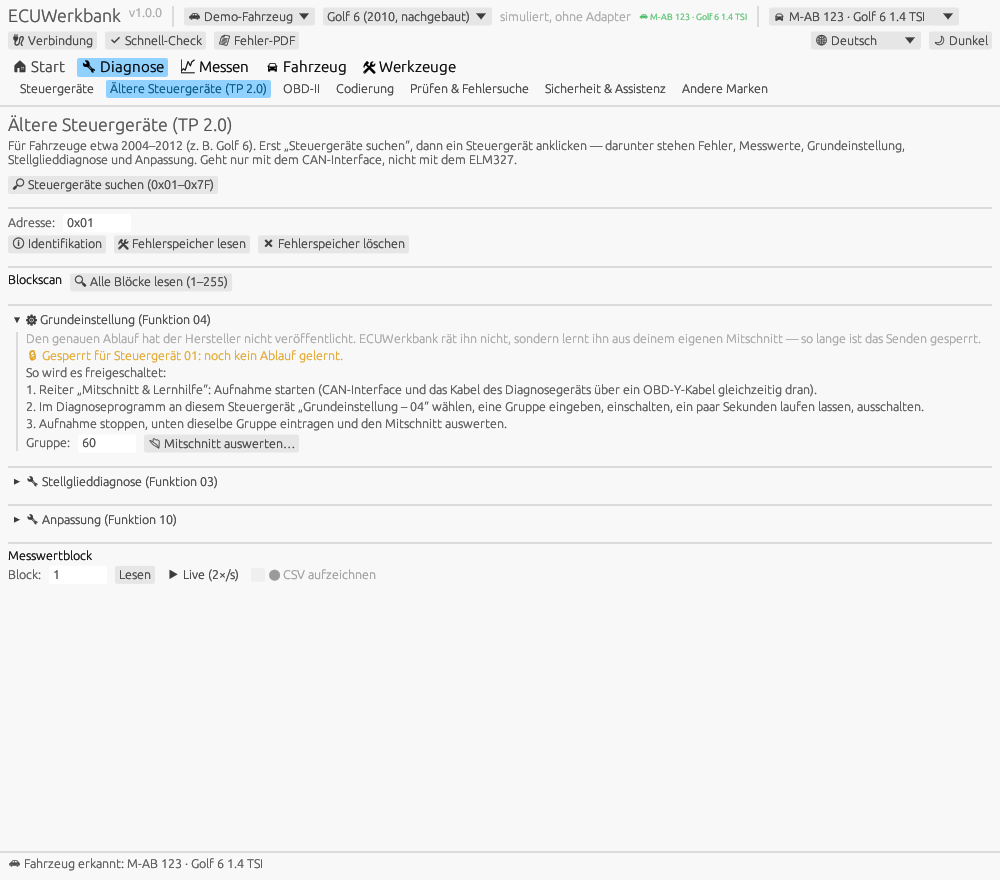 ECUWerkbank v1.0.0 Demo-Fahrzeug Golf 6 (2010, nachgebaut) simuliert, ohne Adapter M-AB 123 · Golf 6 1.4 TSI M-AB 123 · Golf 6 1.4 TSI
Verbindung Schnell-Check Fehler-PDF Deutsch Dunkel
Start Diagnose Messen Fahrzeug Werkzeuge
Steuergeräte Ältere Steuergeräte (TP 2.0) OBD-II Codierung Prüfen & Fehlersuche Sicherheit & Assistenz Andere Marken
Ältere Steuergeräte (TP 2.0)
Für Fahrzeuge etwa 2004–2012 (z. B. Golf 6). Erst „Steuergeräte suchen“, dann ein Steuergerät anklicken — darunter stehen Fehler, Messwerte, Grundeinstellung,
Stellglieddiagnose und Anpassung. Geht nur mit dem CAN-Interface, nicht mit dem ELM327.
Steuergeräte suchen (0x01–0x7F)
Adresse: 0x01
Identifikation Fehlerspeicher lesen Fehlerspeicher löschen
Blockscan Alle Blöcke lesen (1–255)
Grundeinstellung (Funktion 04)
Den genauen Ablauf hat der Hersteller nicht veröffentlicht. ECUWerkbank rät ihn nicht, sondern lernt ihn aus deinem eigenen Mitschnitt — so lange ist das Senden gesperrt.
Gesperrt für Steuergerät 01: noch kein Ablauf gelernt.
So wird es freigeschaltet:
1. Reiter „Mitschnitt & Lernhilfe“: Aufnahme starten (CAN-Interface und das Kabel des Diagnosegeräts über ein OBD-Y-Kabel gleichzeitig dran).
2. Im Diagnoseprogramm an diesem Steuergerät „Grundeinstellung – 04“ wählen, eine Gruppe eingeben, einschalten, ein paar Sekunden laufen lassen, ausschalten.
3. Aufnahme stoppen, unten dieselbe Gruppe eintragen und den Mitschnitt auswerten.
Gruppe: 60 Mitschnitt auswerten…
Stellglieddiagnose (Funktion 03)
Anpassung (Funktion 10)
Messwertblock
Block: 1 Lesen Live (2×/s) CSV aufzeichnen
Fahrzeug erkannt: M-AB 123 · Golf 6 1.4 TSI